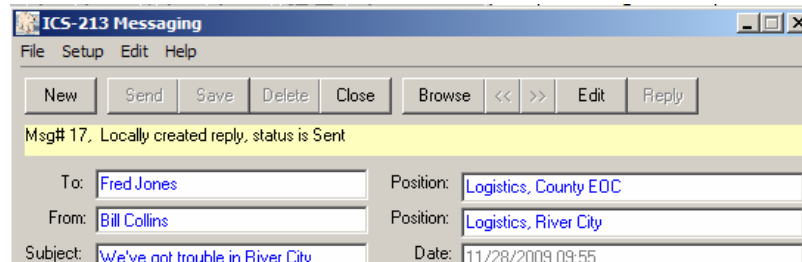 ICS-213 Messaging
File Setup Edit Help
New Send Save Delete Close Browse << >> Edit Reply
Msg# 17, Locally created reply, status is Sent
To: Fred Jones Position: Logistics, County EOC
From: Bill Collins Position: Logistics, River City
Subject: We've got trouble in River City Date: 11/28/2009 09:55